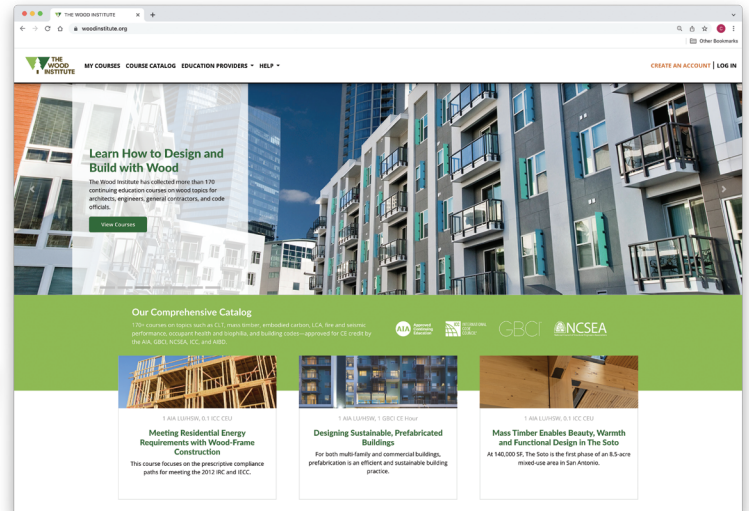 THE WOOD INSTITUTE
woodinstitute.org
Other Bookmarks
THE
WOOD
INSTITUTE
MY COURSES COURSE CATALOG EDUCATION PROVIDERS HELP
CREATE AN ACCOUNT | LOG IN
Learn How to Design and
Build with Wood
The Wood Institute has collected more than 170
continuing education courses on wood topics for
architects, engineers, general contractors, and code
officials.
View Courses
Our Comprehensive Catalog
170+ courses on topics such as CLT, mass timber, embodied carbon, LCA, fire and seismic
performance, occupant health and biophilia, and building codes—approved for CE credit by
the AIA, GBCI, NCSEA, ICC, and AIBD.
AIA
Approved
Continuing
Education
INTERNATIONAL
CODE
COUNCIL
GBCI
NCSEA
1 AIA LU/HSW, 0.1 ICC CEU
Meeting Residential Energy
Requirements with Wood-Frame
Construction
This course focuses on the prescriptive compliance
paths for meeting the 2012 IRC and IECC.
1 AIA LU/HSW, 1 GBCI CE Hour
Designing Sustainable, Prefabricated
Buildings
For both multi-family and commercial buildings,
prefabrication is an efficient and sustainable building
practice.
1 AIA LU/HSW, 0.1 ICC CEU
Mass Timber Enables Beauty, Warmth
and Functional Design in The Soto
At 140,000 SF, The Soto is the first phase of an 8.5-acre
mixed-use area in San Antonio.